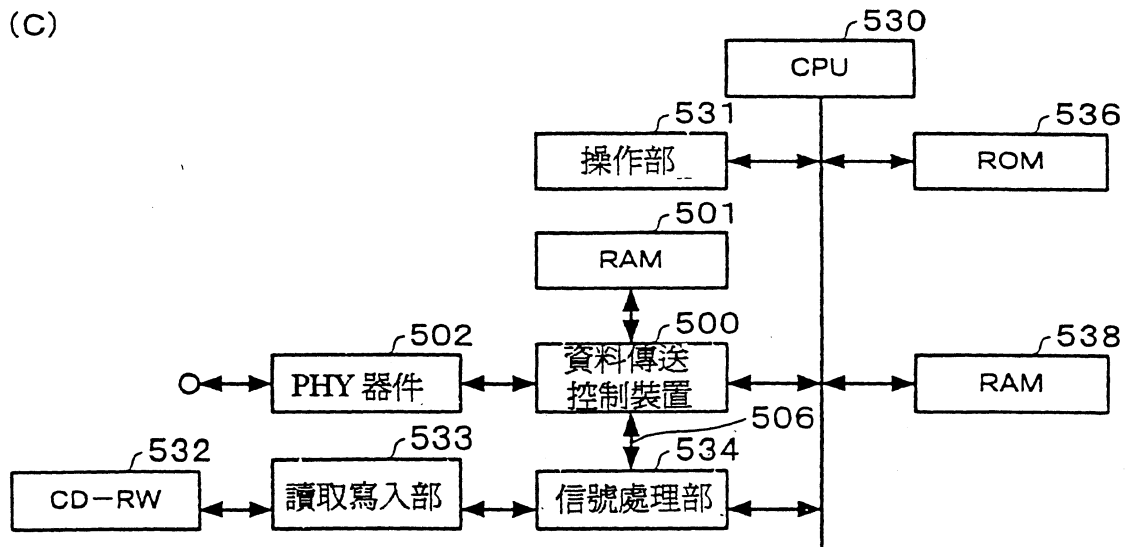 (C)
530
CPU
531
操作部
536
ROM
501
RAM
502
PHY 器件
500
資料傳送
控制裝置
538
RAM
506
532
CD-RW
533
讀取寫入部
534
信號處理部